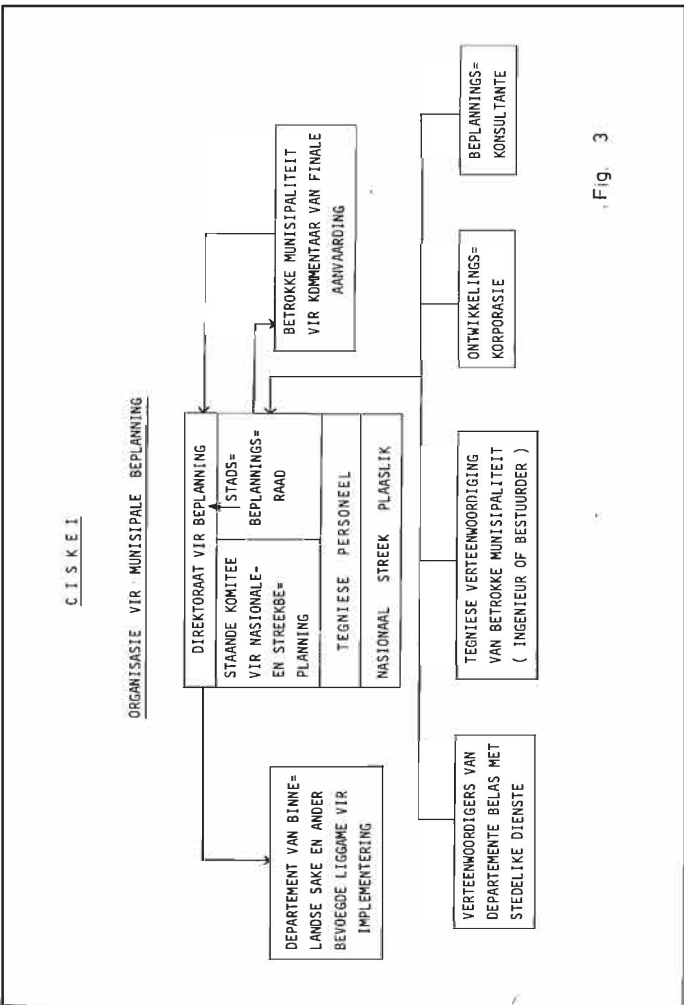 C I S K E I
ORGANISASIE VIR MUNISIPALE BEPLANNING
DEPARTEMENT VAN BINNE=
LANDSE SAKE EN ANDER
BEVOEGDE LIGGAME VIR
IMPLEMENTERING
DIREKTORAAT VIR BEPLANNING
STAANDE KOMITEE
VIR NASIONALE-
EN STREEKBE=
PLANNING
STADS=
BEPLANNINGS=
RAAD
TEGNIESE PERSONEEL
NASIONAAL STREEK PLAASLIK
BETROKKE MUNISIPALITEIT
VIR KOMMENTAAR VAN FINALE
AANVAARDING
VERTEENWOORDIGERS VAN
DEPARTEMENTE BELAS MET
STEDELIKE DIENSTE
TEGNIESE VERTEENWOORDIGING
VAN BETROKKE MUNISIPALITEIT
( INGENIEUR OF BESTUURDER )
ONTWIKKELINGS=
KORPORASIE
BEPLANNINGS=
KONSULTANTE
Fig. 3